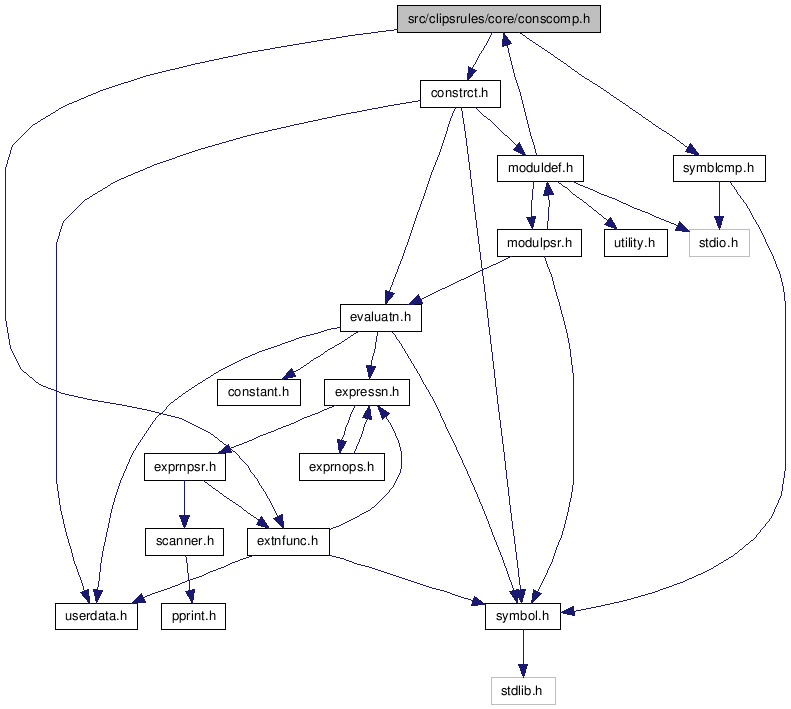 src/clipsrules/core/conscomp.h
constrct.h
moduldef.h
symblcmp.h
modulpsr.h
utility.h
stdio.h
evaluatn.h
constant.h
expressn.h
exprnpsr.h
exprnops.h
scanner.h
extnfunc.h
userdata.h
pprint.h
symbol.h
stdlib.h